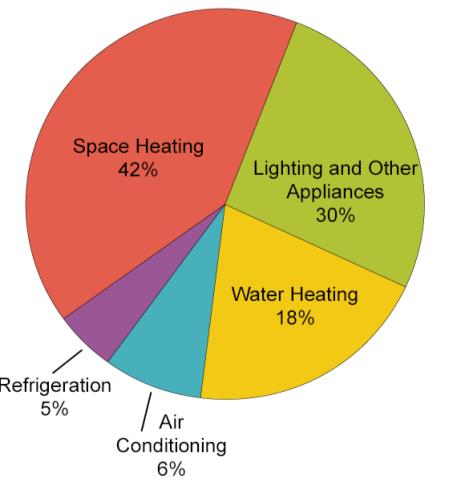 Space Heating
42%
Lighting and Other
Appliances
30%
Water Heating
18%
Refrigeration
5%
Air
Conditioning
6%